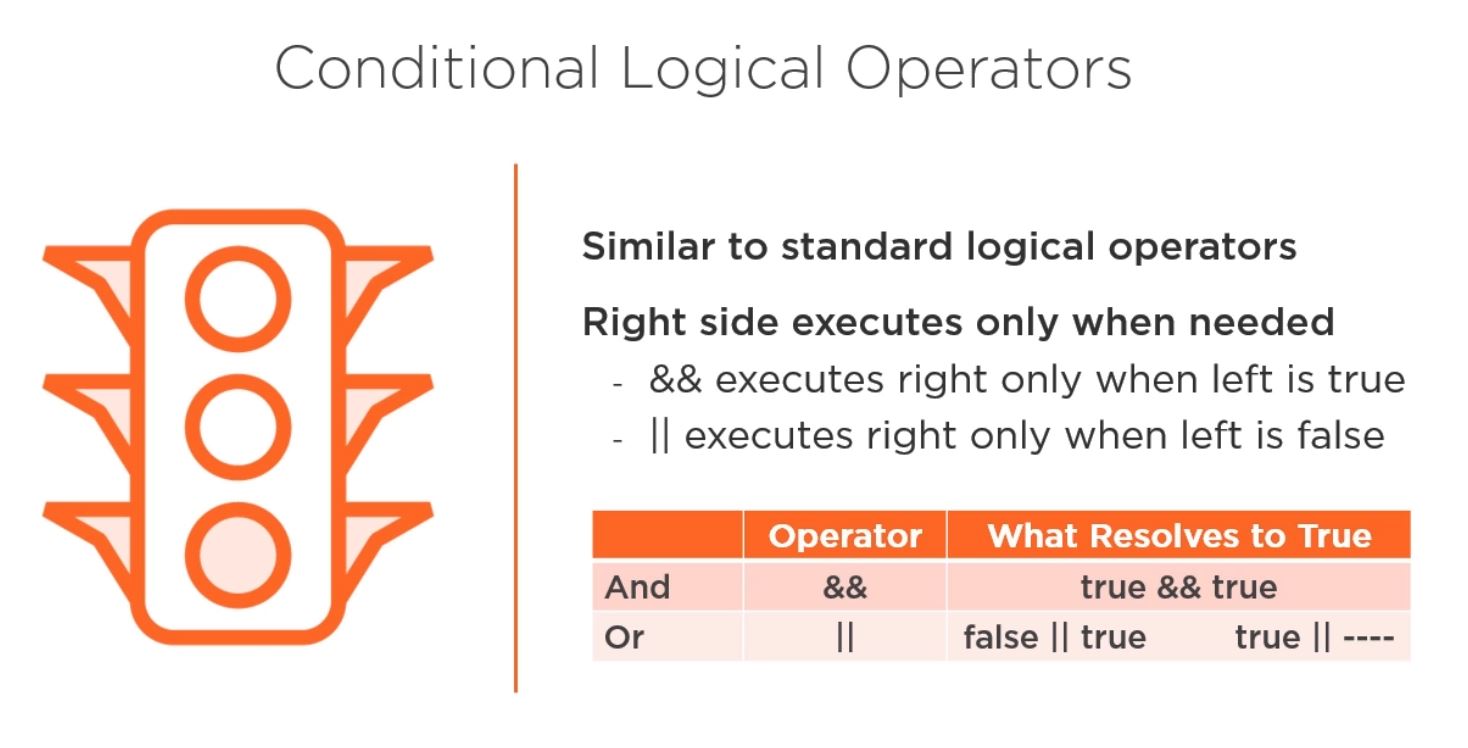 Conditional Logical Operators
Similar to standard logical operators
Right side executes only when needed
- && executes right only when left is true
- || executes right only when left is false
Operator What Resolves to True
And && true && true
Or || false || true true || ----